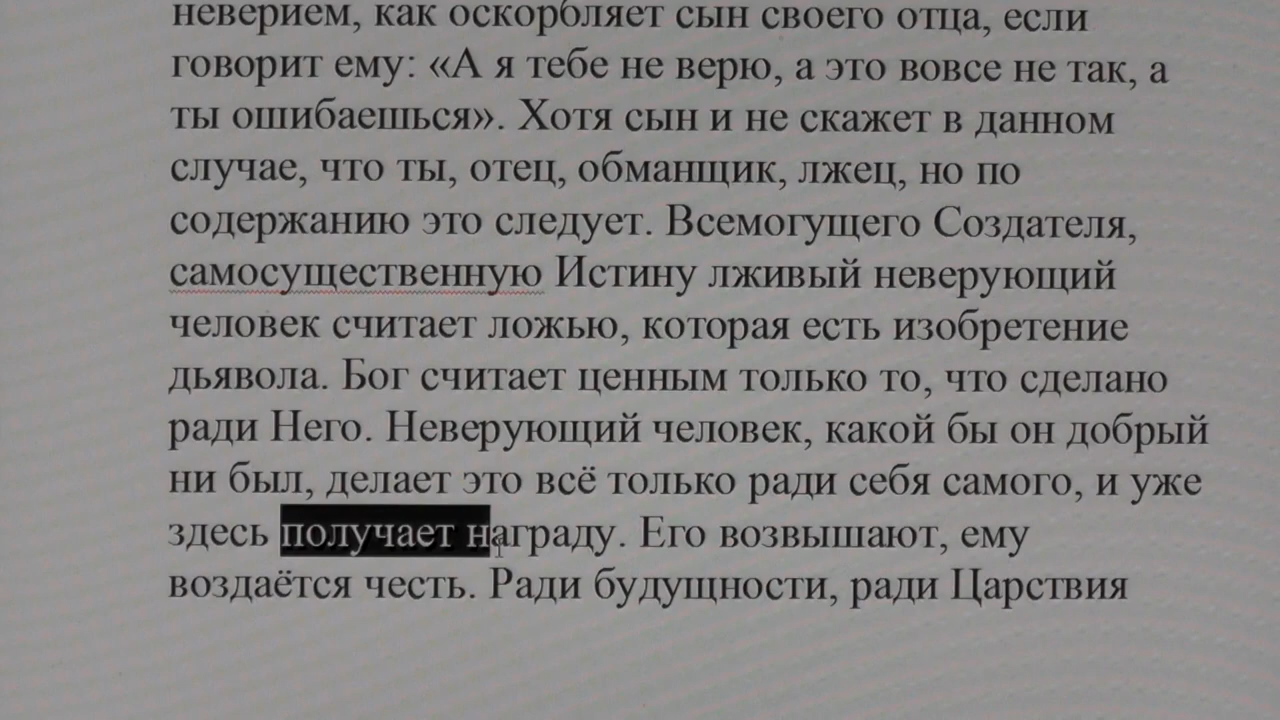 неверием, как оскорбляет сын своего отца, если
говорит ему: «А я тебе не верю, а это вовсе не так, а
ты ошибаешься». Хотя сын и не скажет в данном
случае, что ты, отец, обманщик, лжец, но по
содержанию это следует. Всемогущего Создателя,
самосущественную Истину лживый неверующий
человек считает ложью, которая есть изобретение
дьявола. Бог считает ценным только то, что сделано
ради Него. Неверующий человек, какой бы он добрый
ни был, делает это всё только ради себя самого, и уже
здесь получает награду. Его возвышают, ему
воздаётся честь. Ради будущности, ради Царствия